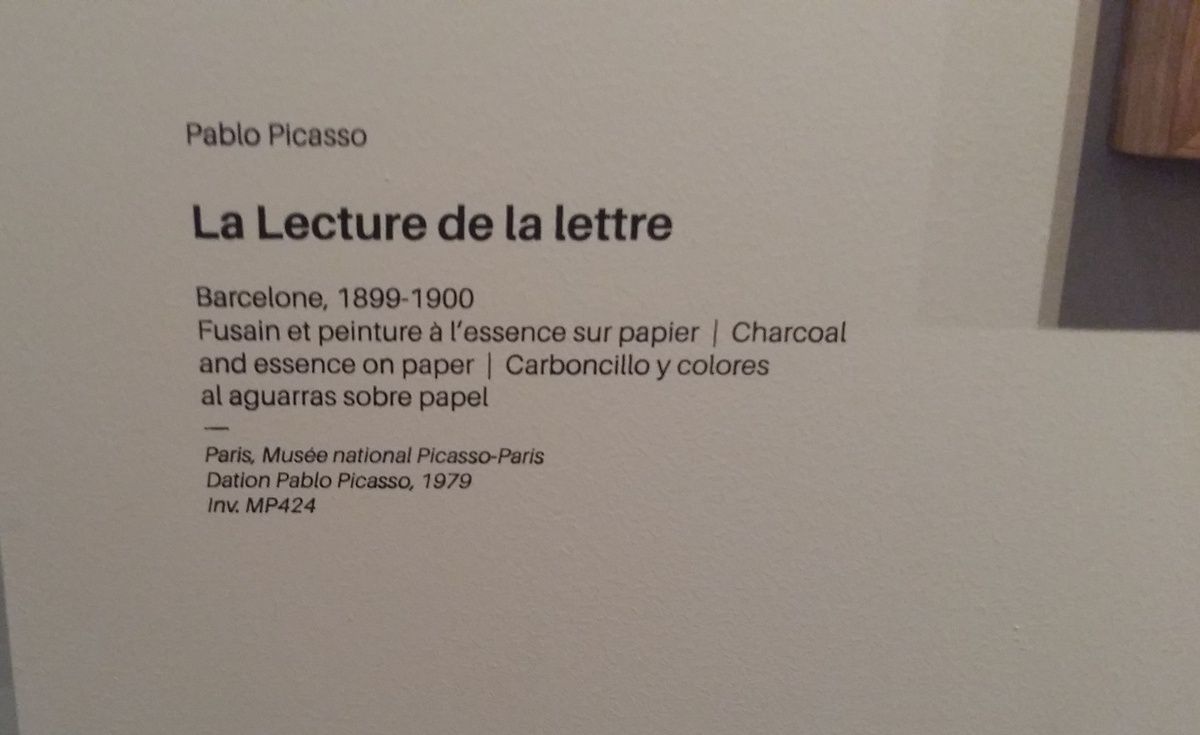 Pablo Picasso
La Lecture de la lettre
Barcelone, 1899-1900
Fusain et peinture à l'essence sur papier | Charcoal
and essence on paper | Carboncillo y colores
al aguarras sobre papel
—
Paris, Musée national Picasso-Paris
Dation Pablo Picasso, 1979
Inv. MP424